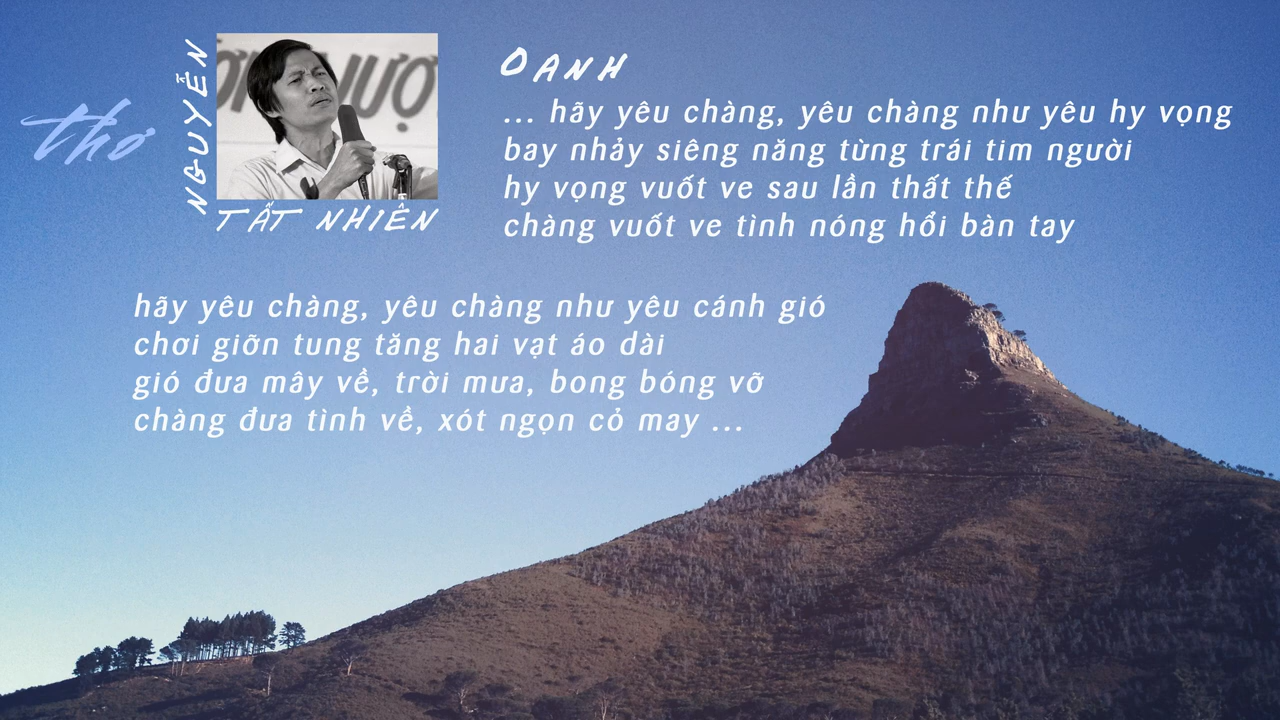 thơ
NGUYỄN
TẤT NHIÊN
OANH
... hãy yêu chàng, yêu chàng như yêu hy vọng
bay nhảy siêng năng từng trái tim người
hy vọng vuốt ve sau lần thất thế
chàng vuốt ve tình nóng hổi bàn tay
hãy yêu chàng, yêu chàng như yêu cánh gió
chơi giỡn tung tăng hai vạt áo dài
gió đưa mây về, trời mưa, bong bóng vỡ
chàng đưa tình về, xót ngọn cỏ may ...